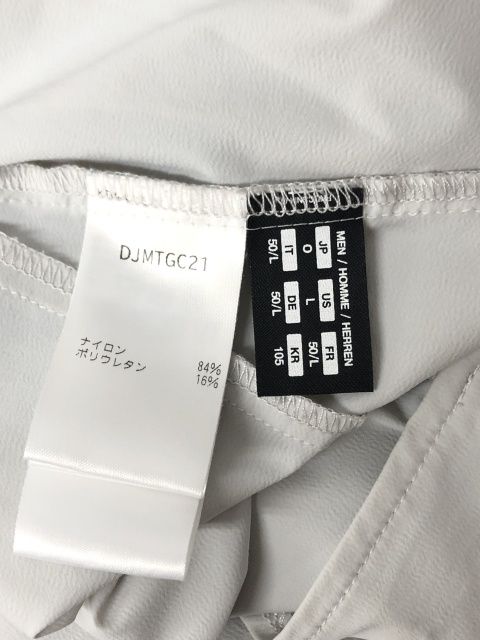 DJMTGC21
ナイロン 84%
ポリウレタン 16%
MEN / HOMME / HERREN
JP US FR
O L 50/L
IT DE KR
50/L 50/L 105